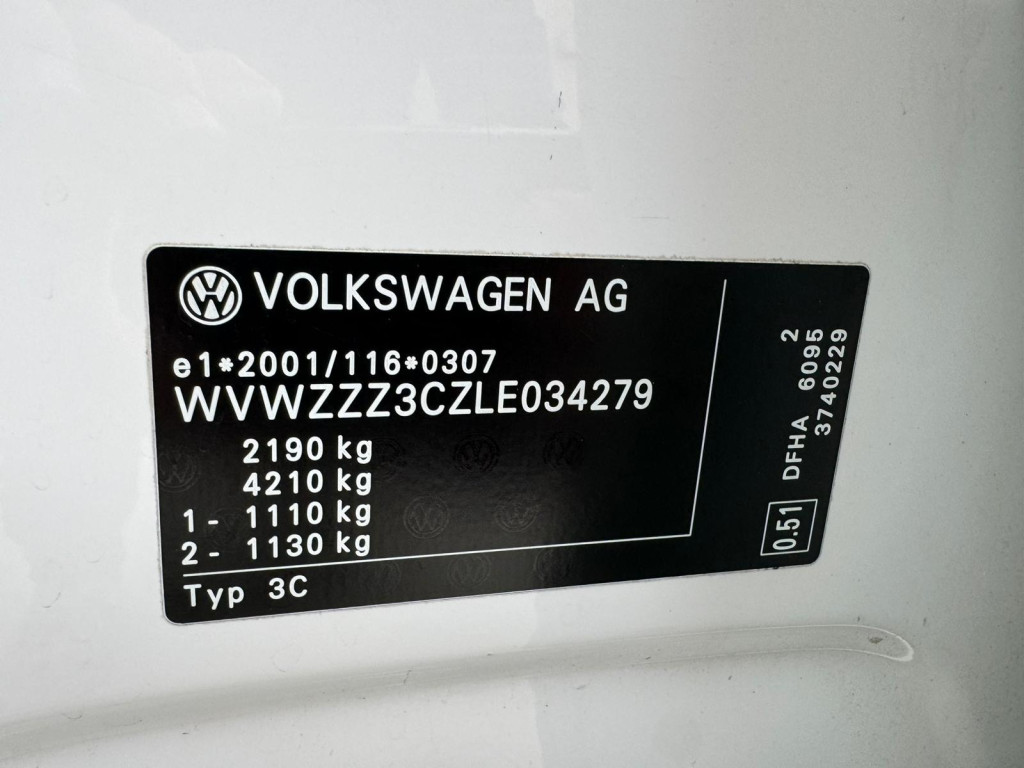 VOLKSWAGEN AG
e1*2001/116*0307
WVWZZZ3CZLE034279
2190 kg
4210 kg
1- 1110 kg
2- 1130 kg
Typ 3C
0.51 DFHA 6095 2
3740229